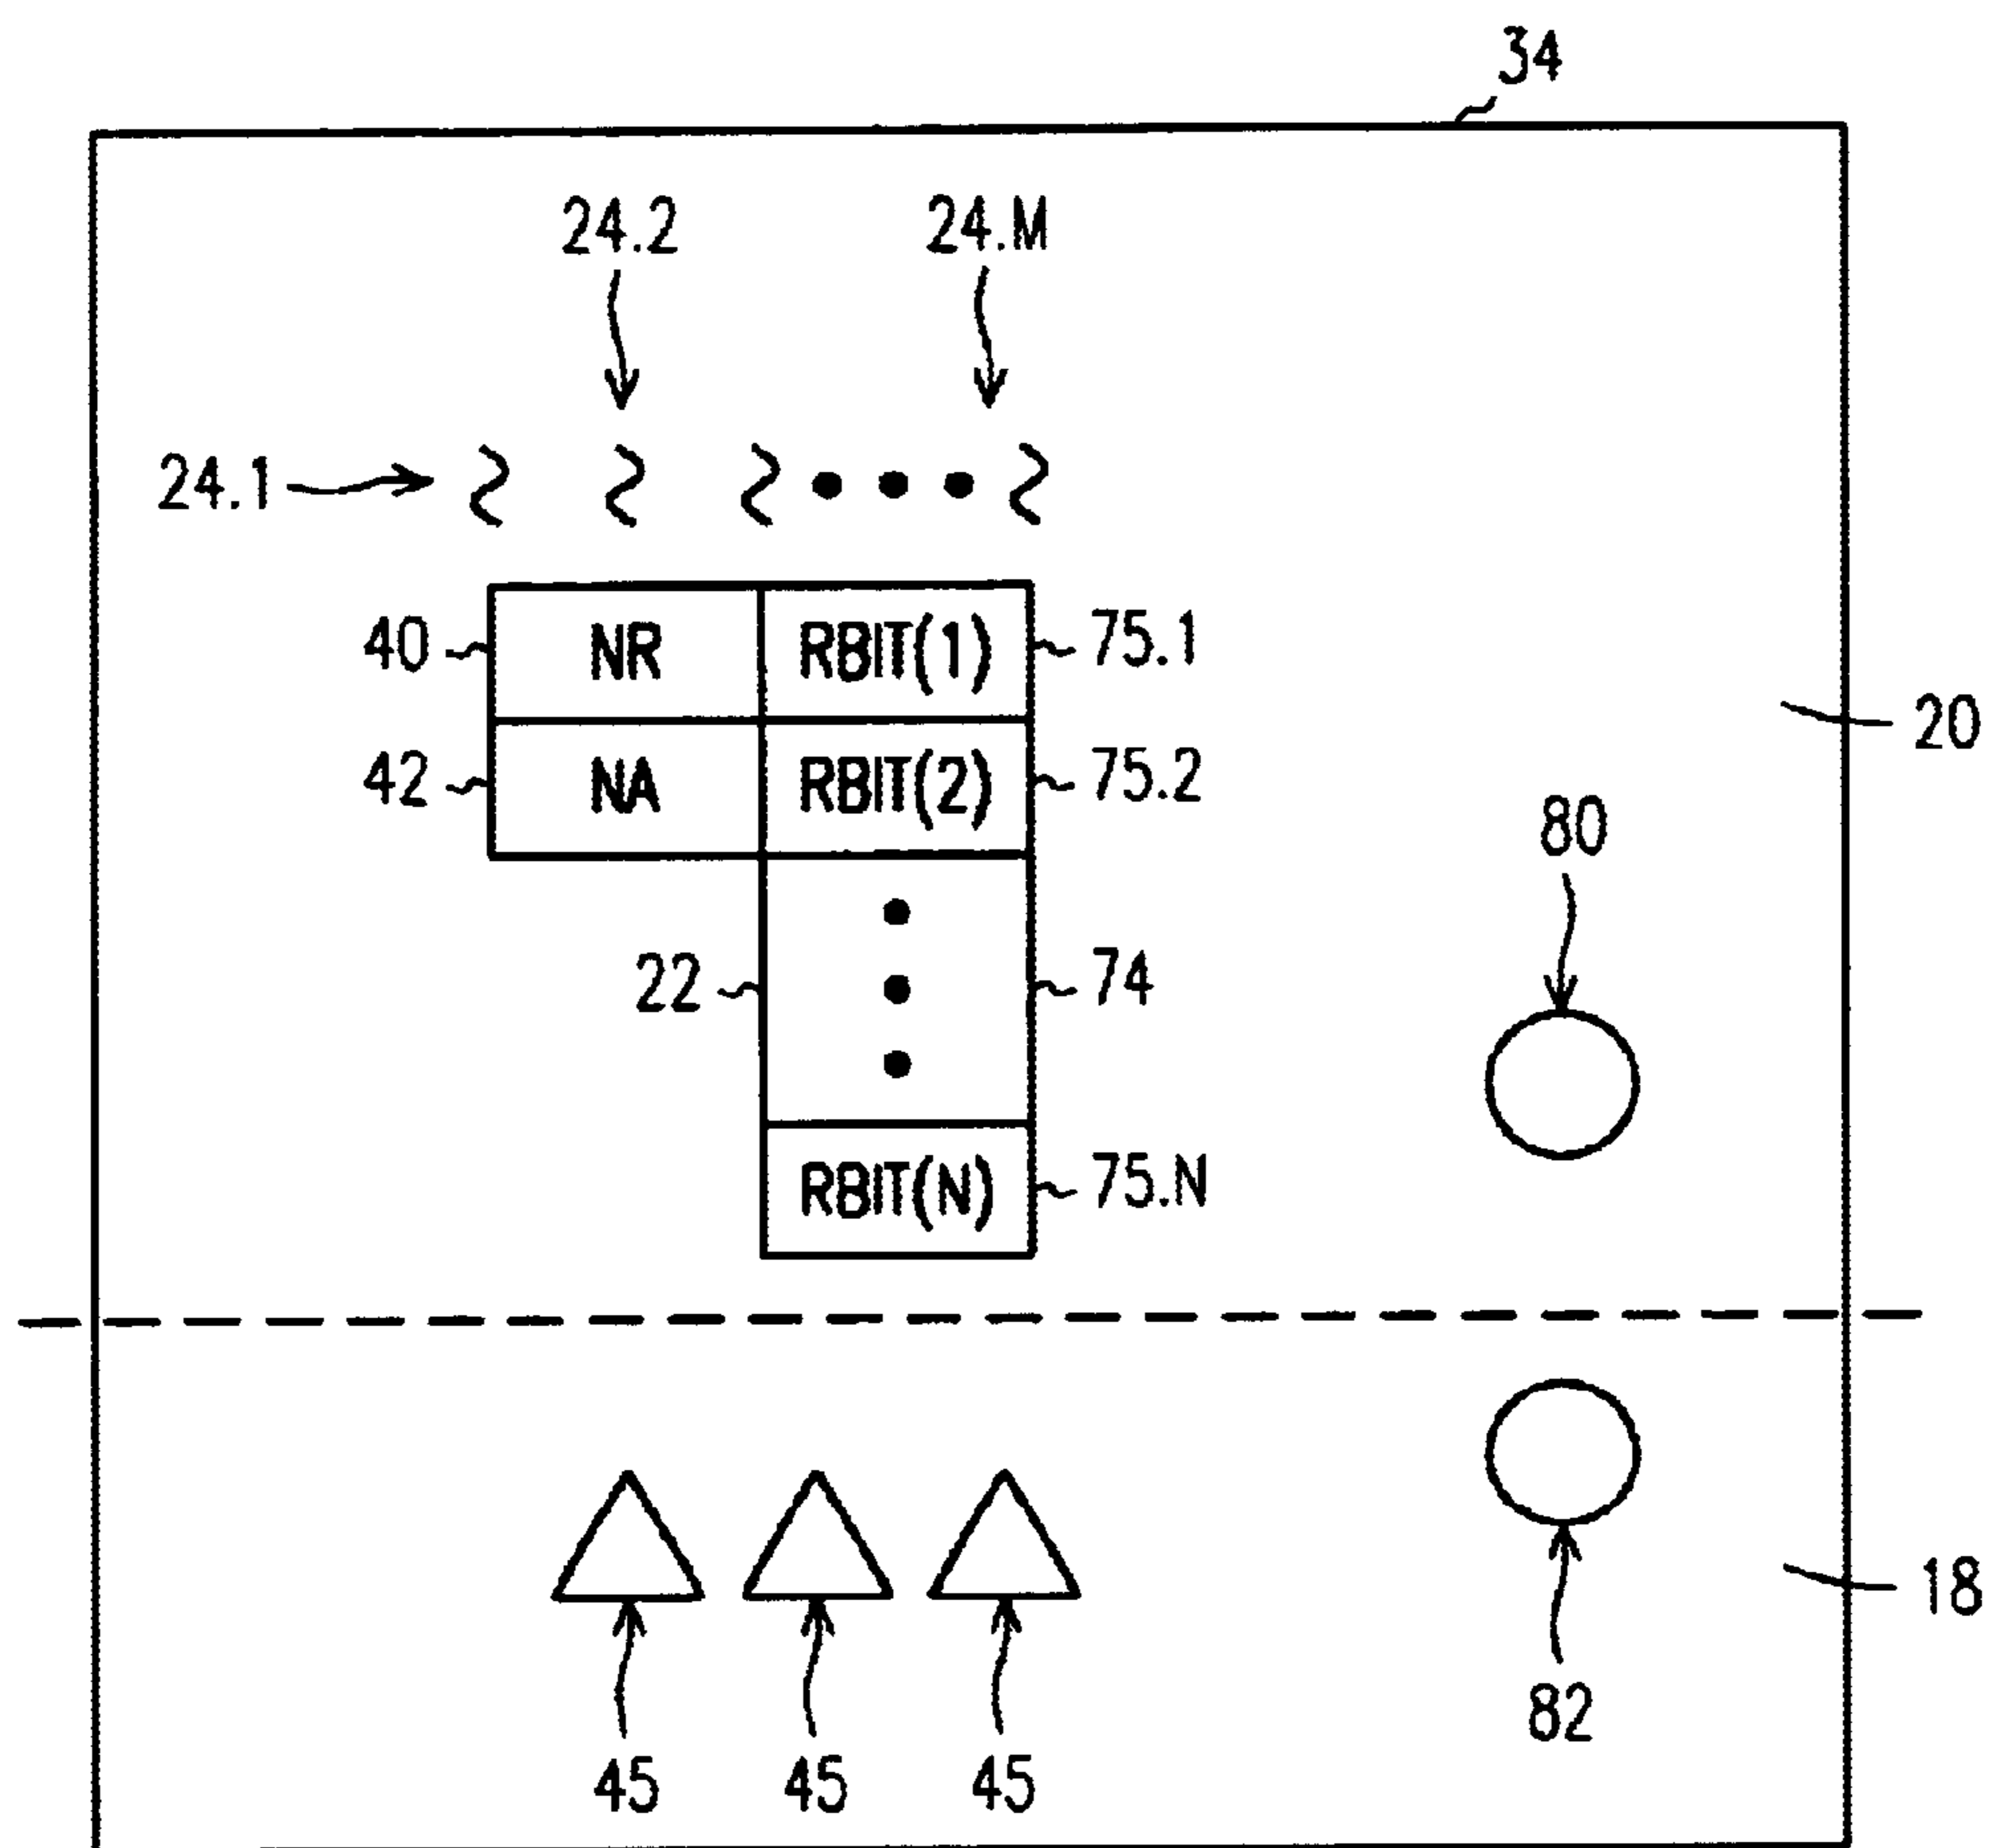 34
24.2 24.M
24.1
40 NR RBIT(1) 75.1
20
42 NA RBIT(2) 75.2
80
22 74
RBIT(N) 75.N
18
82
45 45 45